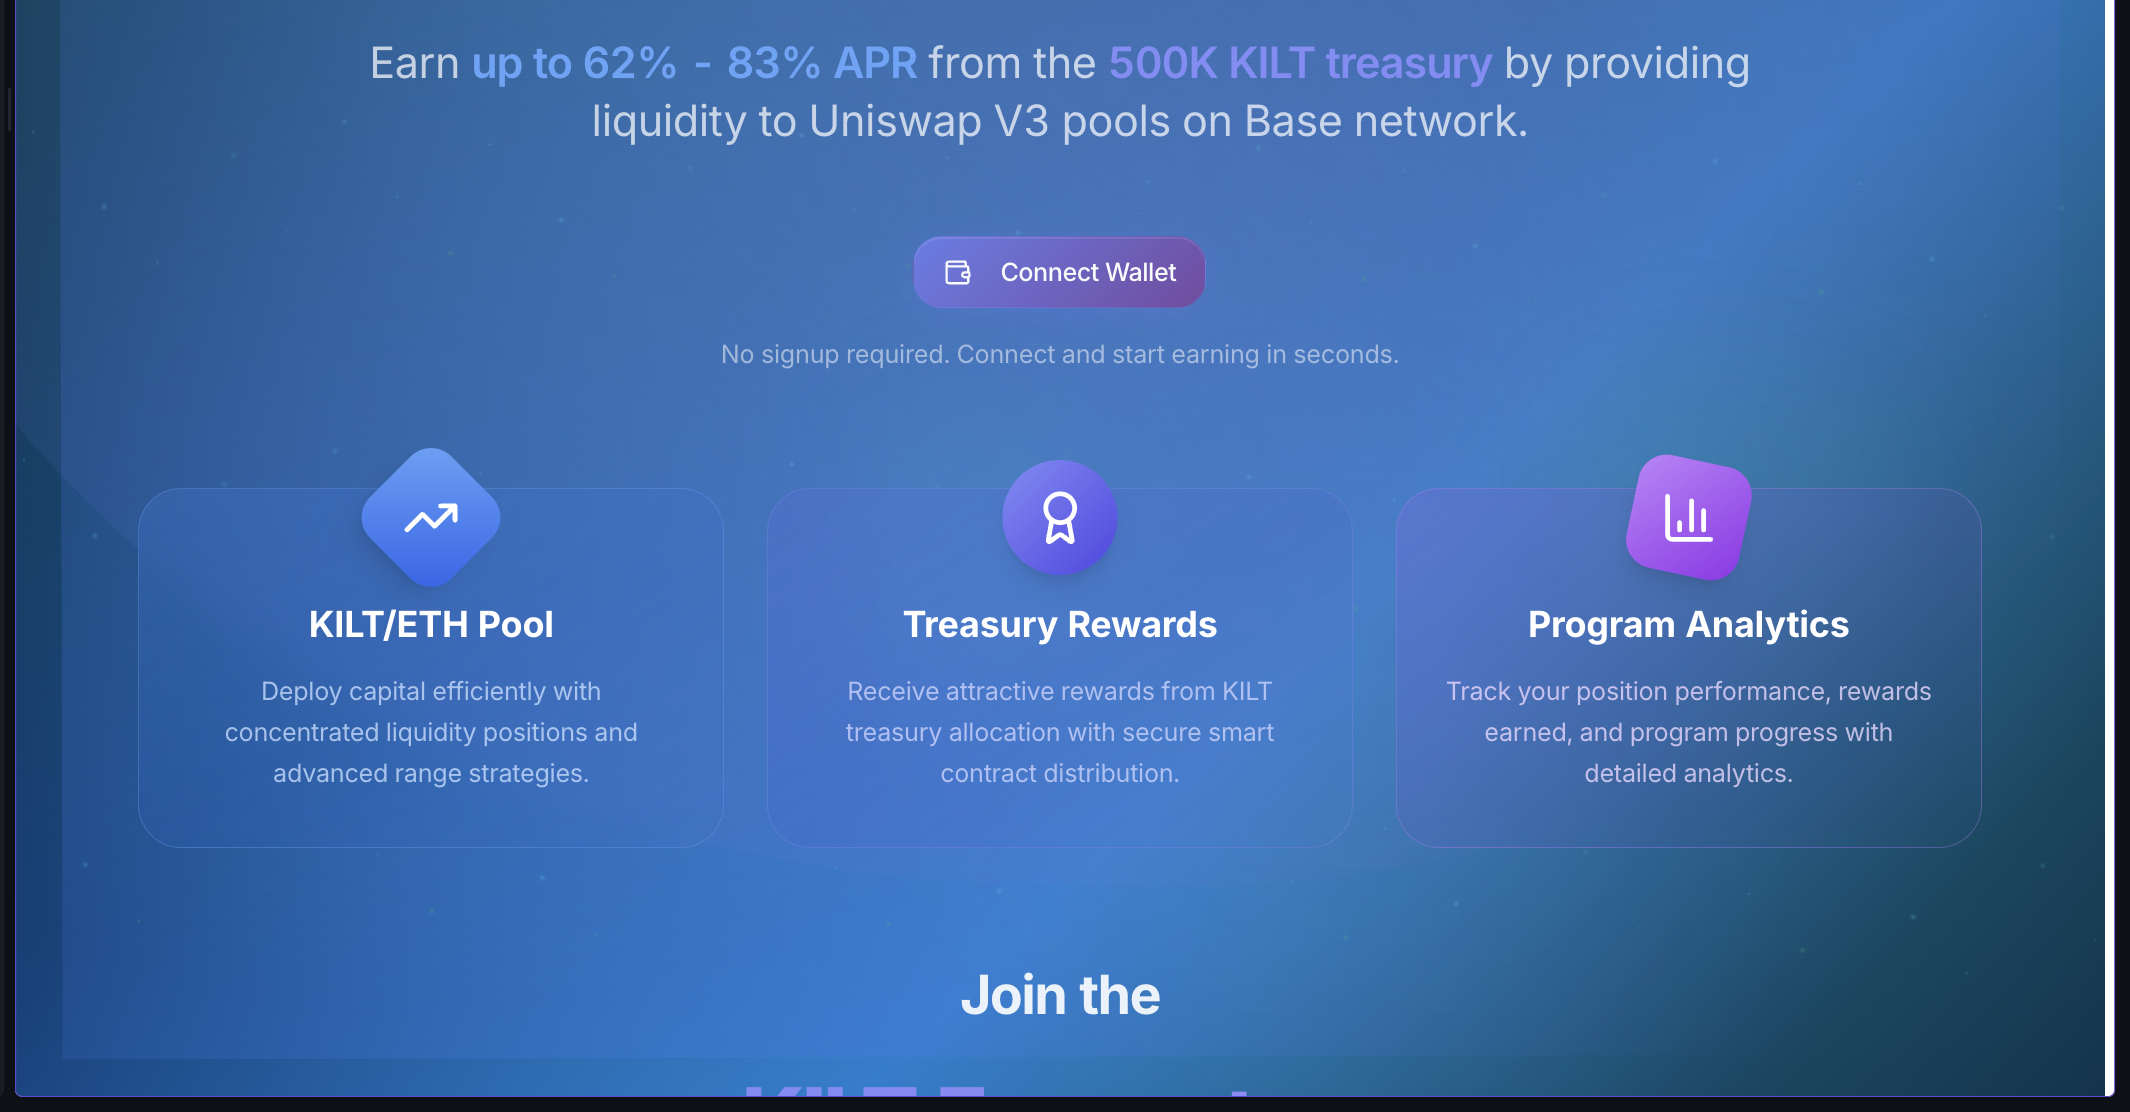 Earn up to 62% - 83% APR from the 500K KILT treasury by providing
liquidity to Uniswap V3 pools on Base network.
Connect Wallet
No signup required. Connect and start earning in seconds.
KILT/ETH Pool
Deploy capital efficiently with
concentrated liquidity positions and
advanced range strategies.
Treasury Rewards
Receive attractive rewards from KILT
treasury allocation with secure smart
contract distribution.
Program Analytics
Track your position performance, rewards
earned, and program progress with
detailed analytics.
Join the